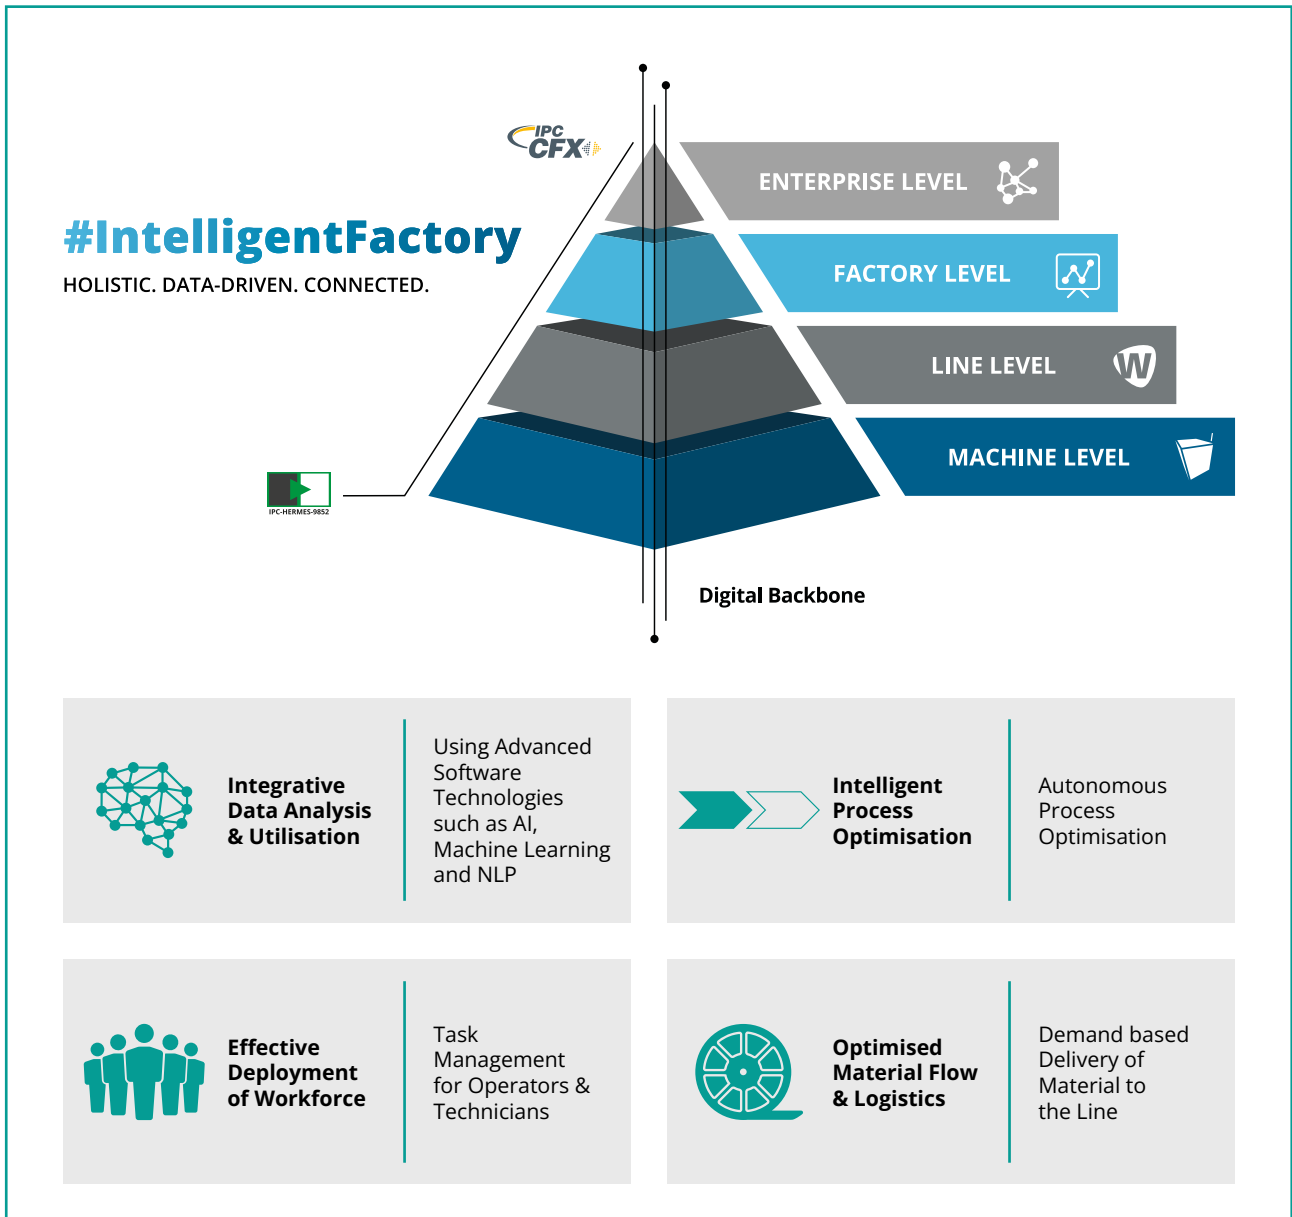 IPC
CFX
#IntelligentFactory
HOLISTIC. DATA-DRIVEN. CONNECTED.
ENTERPRISE LEVEL
FACTORY LEVEL
LINE LEVEL
W
MACHINE LEVEL
IPC-HERMES-9852
Digital Backbone
Integrative
Data Analysis
& Utilisation
Using Advanced
Software
Technologies
such as AI,
Machine Learning
and NLP
Intelligent
Process
Optimisation
Autonomous
Process
Optimisation
Effective
Deployment
of Workforce
Task
Management
for Operators &
Technicians
Optimised
Material Flow
& Logistics
Demand based
Delivery of
Material to
the Line